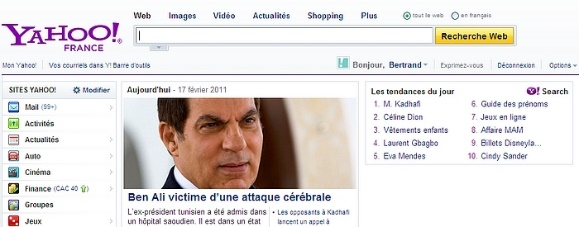 Web Images Vidéo Actualités Shopping Plus
tout le web en français
YAHOO!
FRANCE
Recherche Web
Mon Yahoo! Vos courriels dans Y! Barre d'outils
Bonjour, Bertrand Exprimez-vous Déconnexion Options
SITES YAHOO! Modifier
Mail (99+)
Activités
Actualités
Auto
Cinéma
Finance (CAC 40)
Groupes
Jeux
Aujourd'hui - 17 février 2011
Ben Ali victime d'une attaque cérébrale
L'ex-président tunisien a été admis dans
un hôpital saoudien. Il est dans un état
Les opposants à Kadhafi
lancent un appel à
Les tendances du jour
Y! Search
1. M. Kadhafi
2. Céline Dion
3. Vêtements enfants
4. Laurent Gbagbo
5. Eva Mendes
6. Guide des prénoms
7. Jeux en ligne
8. Affaire MAM
9. Billets Disneyla...
10. Cindy Sander